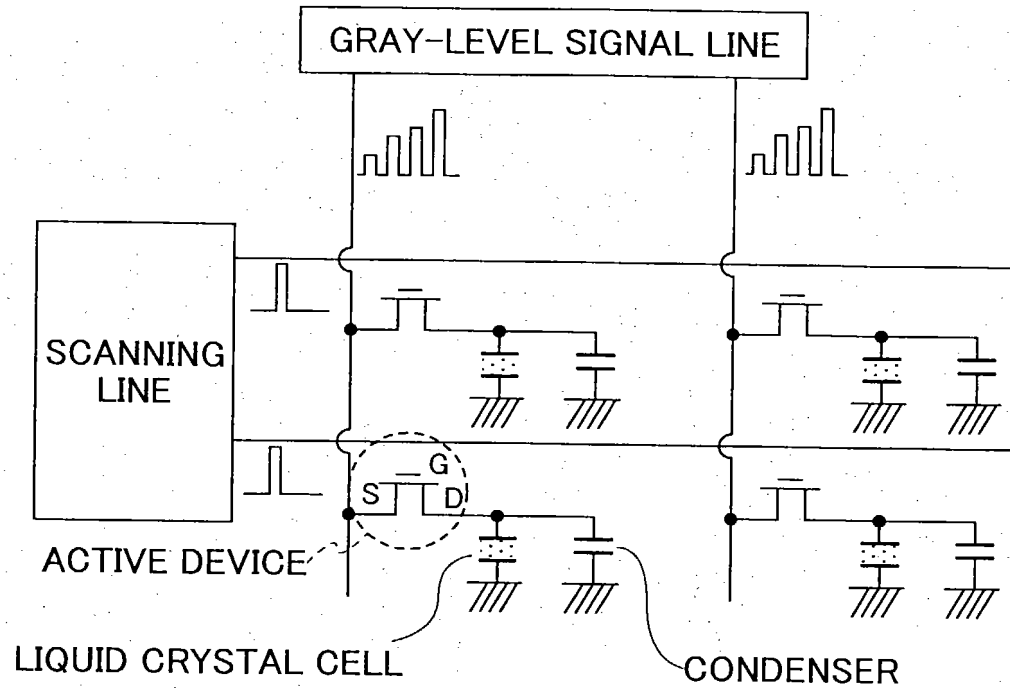 GRAY-LEVEL SIGNAL LINE
SCANNING
LINE
G
S
D
ACTIVE DEVICE
LIQUID CRYSTAL CELL
CONDENSER